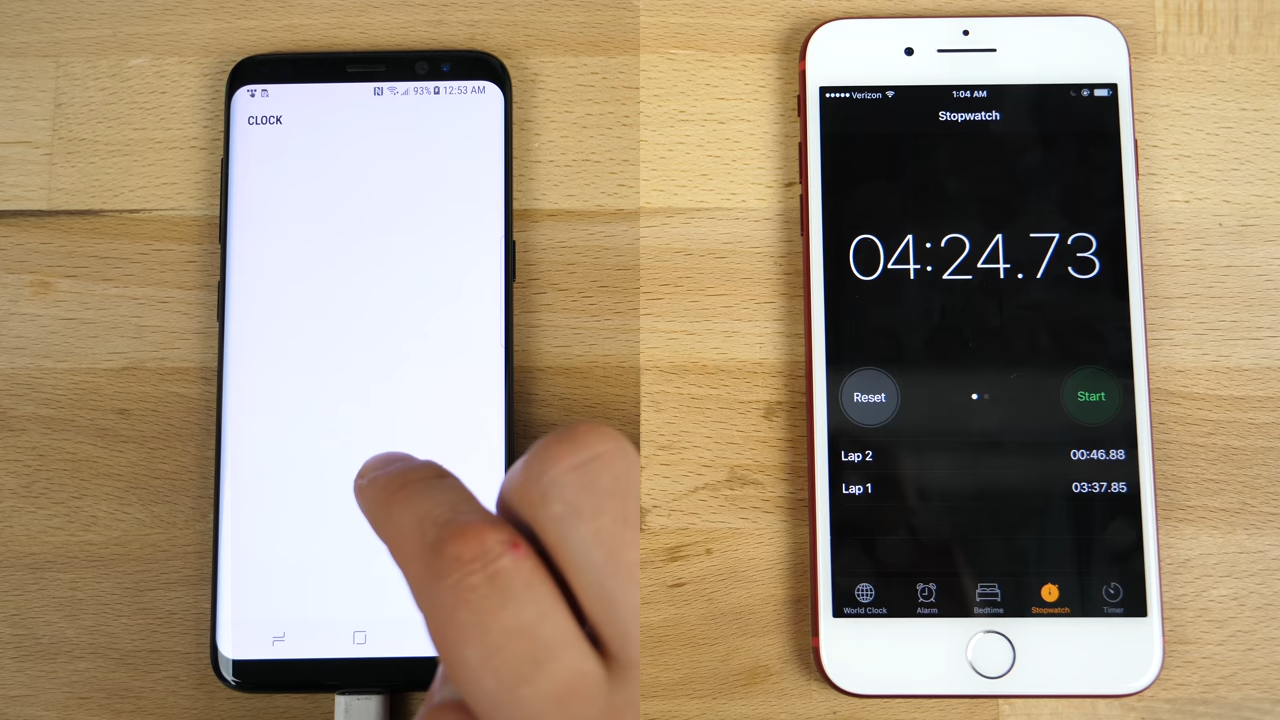 93% 12:53 AM
CLOCK
Verizon 1:04 AM
Stopwatch
04:24.73
Reset
Start
Lap 2 00:46.88
Lap 1 03:37.85
World Clock Alarm Bedtime Stopwatch Timer